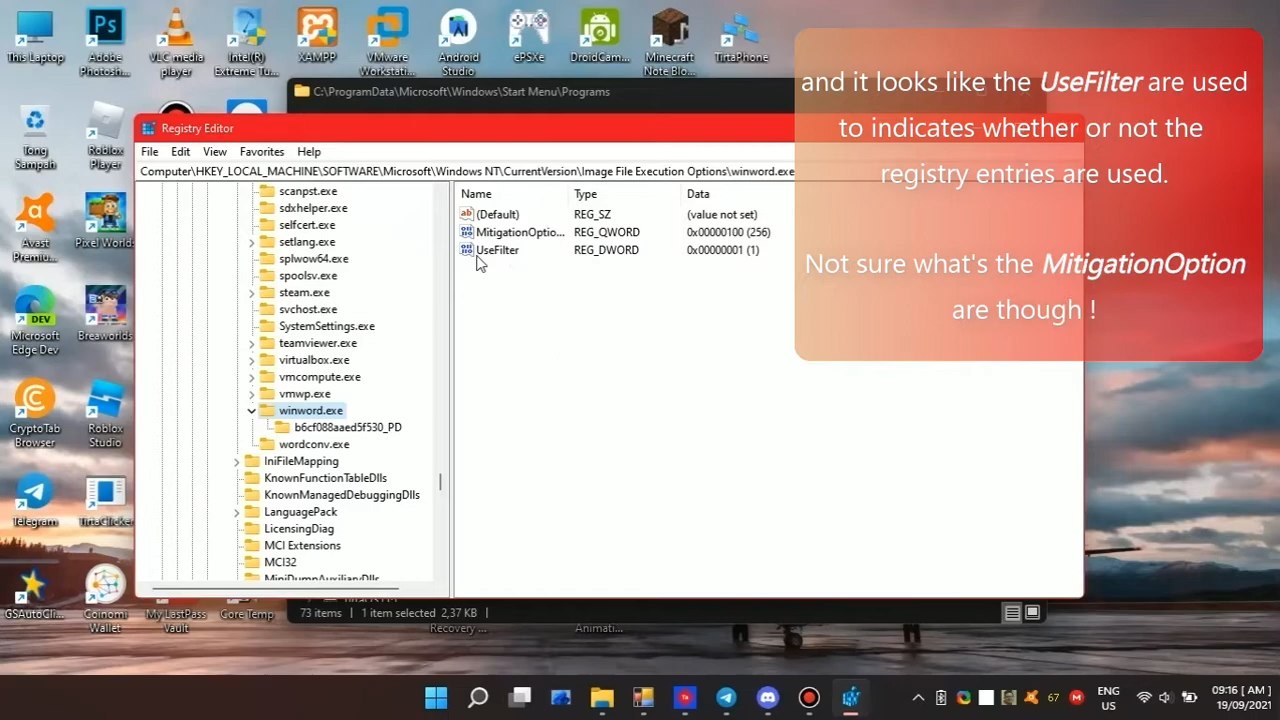 This Laptop
Adobe
Photosh...
VLC media
player
Intel(R)
Extreme Tu...
XAMPP
VMware
Workstati...
Android
Studio
ePSXe
DroidCam...
Minecraft
Note Blo...
TirtaPhone
C:\ProgramData\Microsoft\Windows\Start Menu\Programs
and it looks like the UseFilter are used
to indicates whether or not the
registry entries are used.
Not sure what's the MitigationOption
are though !
Tong
Sampah
Roblox
Player
Avast
Premiu...
Pixel Worlds
DEV
Microsoft
Edge Dev
Breaworlds
CryptoTab
Browser
Roblox
Studio
Telegram
TirtaClicker
GSAutoCli...
Coinomi
Wallet
My LastPass
Vault
Core Temp
Registry Editor
File Edit View Favorites Help
Computer\HKEY_LOCAL_MACHINE\SOFTWARE\Microsoft\Windows NT\CurrentVersion\Image File Execution Options\winword.exe
scanpst.exe
sdxhelper.exe
selfcert.exe
setlang.exe
splwow64.exe
spoolsv.exe
steam.exe
svchost.exe
SystemSettings.exe
teamviewer.exe
virtualbox.exe
vmcompute.exe
vmwp.exe
winword.exe
b6cf088aaed5f530_PD
wordconv.exe
IniFileMapping
KnownFunctionTableDlls
KnownManagedDebuggingDlls
LanguagePack
LicensingDiag
MCI Extensions
MCI32
MiniDumpAuxiliaryDlls
Name Type Data
(Default) REG_SZ (value not set)
MitigationOptio... REG_QWORD 0x00000100 (256)
UseFilter REG_DWORD 0x00000001 (1)
73 items 1 item selected 2,37 KB
Recovery ...
Animati...
67
ENG
US
09:16 [ AM ]
19/09/2021